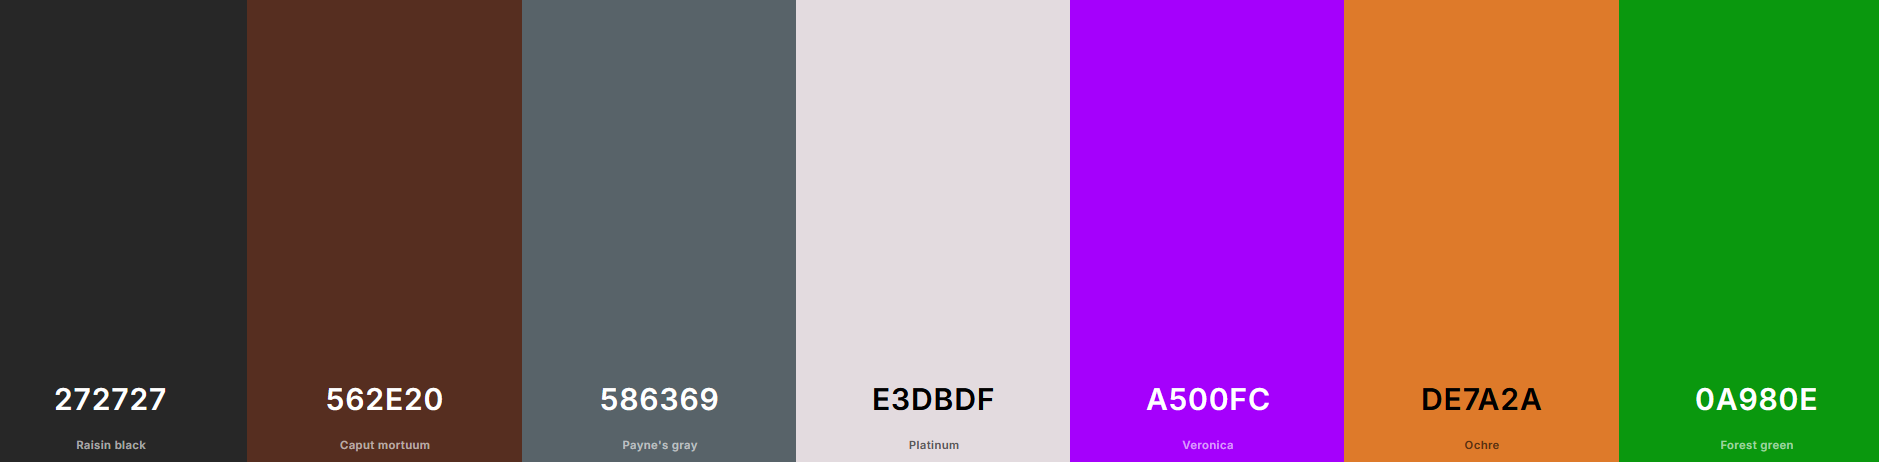 272727
562E20
586369
E3DBDF
A500FC
DE7A2A
0A980E
Raisin black
Caput mortuum
Payne's gray
Platinum
Veronica
Ochre
Forest green